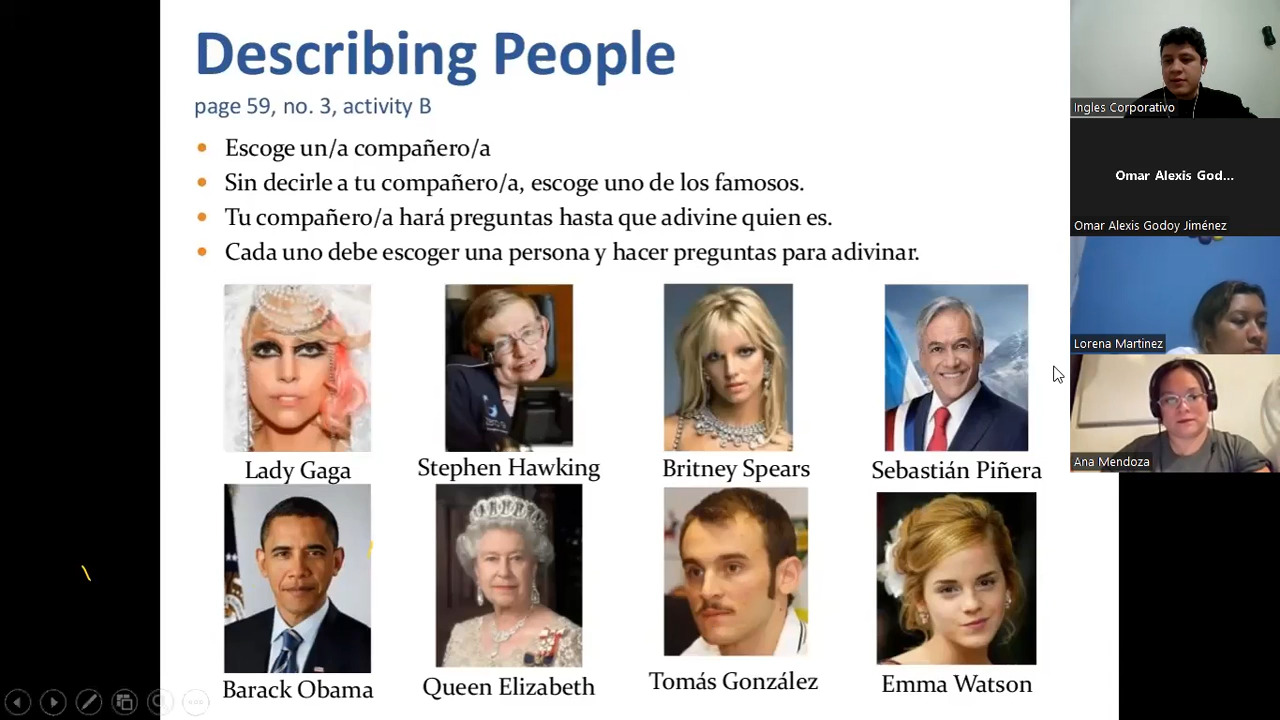 Describing People
page 59, no. 3, activity B
• Escoge un/a compañero/a
• Sin decirle a tu compañero/a, escoge uno de los famosos.
• Tu compañero/a hará preguntas hasta que adivine quien es.
• Cada uno debe escoger una persona y hacer preguntas para adivinar.
Lady Gaga
Stephen Hawking
Britney Spears
Sebastián Piñera
Barack Obama
Queen Elizabeth
Tomás González
Emma Watson
Ingles Corporativo
Omar Alexis God...
Omar Alexis Godoy Jiménez
Lorena Martinez
Ana Mendoza